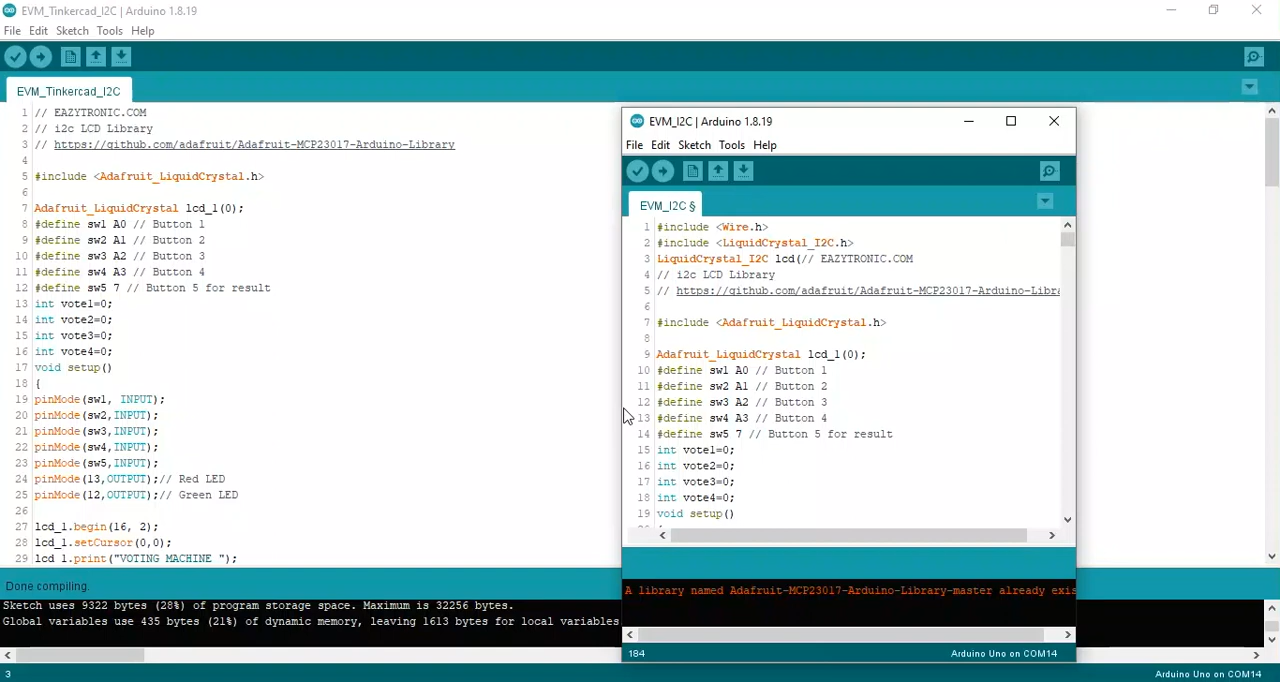 EVM_Tinkercad_I2C | Arduino 1.8.19
File Edit Sketch Tools Help
EVM_Tinkercad_I2C
1 // EAZYTRONIC.COM
2 // i2c LCD Library
3 // https://github.com/adafruit/Adafruit-MCP23017-Arduino-Library
4
5 #include <Adafruit_LiquidCrystal.h>
6
7 Adafruit_LiquidCrystal lcd_1(0);
8 #define sw1 A0 // Button 1
9 #define sw2 A1 // Button 2
10 #define sw3 A2 // Button 3
11 #define sw4 A3 // Button 4
12 #define sw5 7 // Button 5 for result
13 int vote1=0;
14 int vote2=0;
15 int vote3=0;
16 int vote4=0;
17 void setup()
18 {
19 pinMode(sw1, INPUT);
20 pinMode(sw2,INPUT);
21 pinMode(sw3,INPUT);
22 pinMode(sw4,INPUT);
23 pinMode(sw5,INPUT);
24 pinMode(13,OUTPUT);// Red LED
25 pinMode(12,OUTPUT);// Green LED
26
27 lcd_1.begin(16, 2);
28 lcd_1.setCursor(0,0);
29 lcd_1.print("VOTING MACHINE ");
Done compiling.
Sketch uses 9322 bytes (28%) of program storage space. Maximum is 32256 bytes.
Global variables use 435 bytes (21%) of dynamic memory, leaving 1613 bytes for local variables
3
Arduino Uno on COM14
EVM_I2C | Arduino 1.8.19
File Edit Sketch Tools Help
EVM_I2C §
1 #include <Wire.h>
2 #include <LiquidCrystal_I2C.h>
3 LiquidCrystal_I2C lcd(// EAZYTRONIC.COM
4 // i2c LCD Library
5 // https://github.com/adafruit/Adafruit-MCP23017-Arduino-Libra
6
7 #include <Adafruit_LiquidCrystal.h>
8
9 Adafruit_LiquidCrystal lcd_1(0);
10 #define sw1 A0 // Button 1
11 #define sw2 A1 // Button 2
12 #define sw3 A2 // Button 3
13 #define sw4 A3 // Button 4
14 #define sw5 7 // Button 5 for result
15 int vote1=0;
16 int vote2=0;
17 int vote3=0;
18 int vote4=0;
19 void setup()
A library named Adafruit-MCP23017-Arduino-Library-master already exis
184
Arduino Uno on COM14